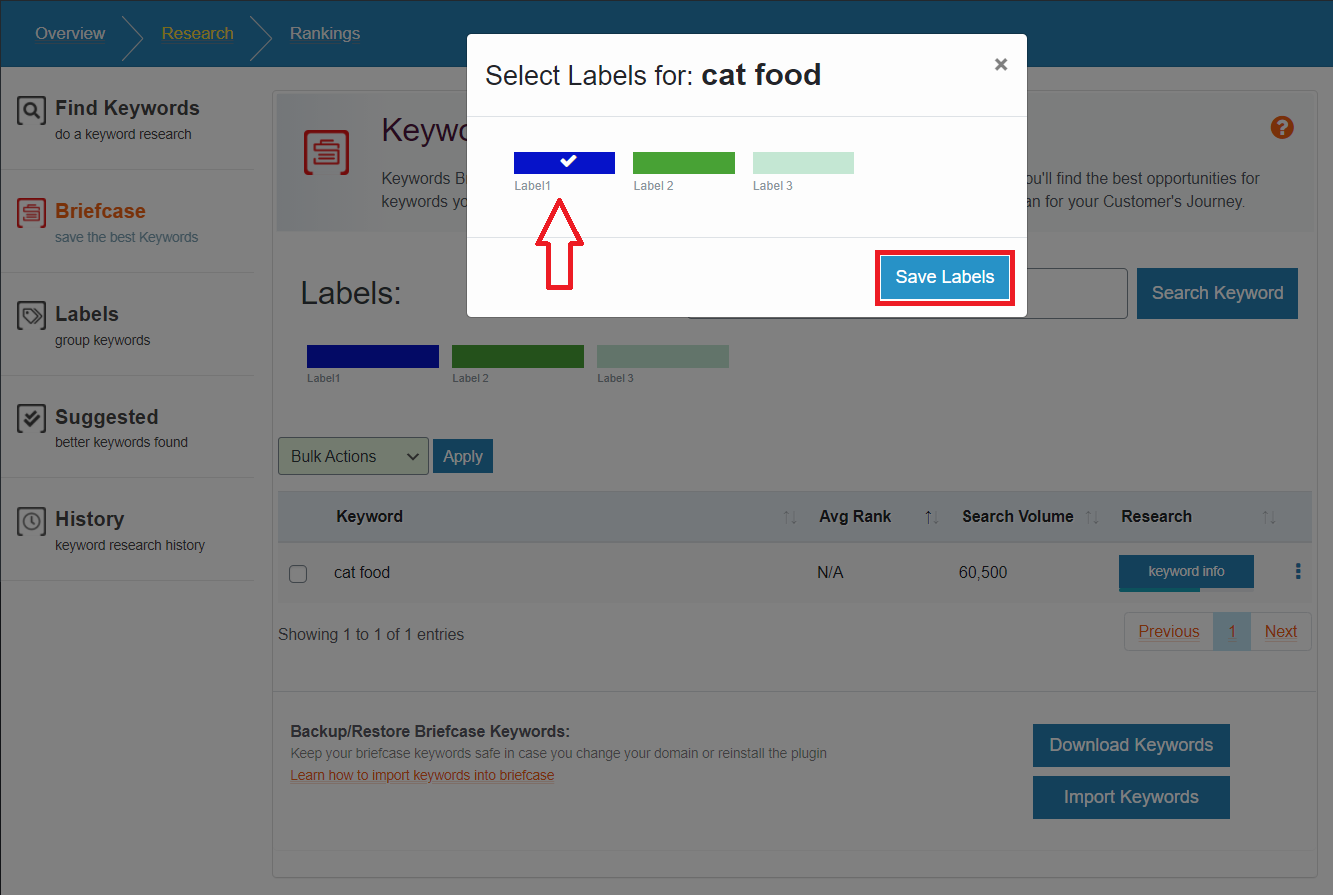 Overview
Research
Rankings
Select Labels for: cat food
×
Label1
Label 2
Label 3
Save Labels
Find Keywords
do a keyword research
Briefcase
save the best Keywords
Labels
group keywords
Suggested
better keywords found
History
keyword research history
Keywo
?
Keywords B
ou'll find the best opportunities for
keywords yo
an for your Customer's Journey.
Labels:
Search Keyword
Label1
Label 2
Label 3
Bulk Actions
Apply
Keyword
Avg Rank
Search Volume
Research
cat food
N/A
60,500
keyword info
Showing 1 to 1 of 1 entries
Previous
1
Next
Backup/Restore Briefcase Keywords:
Keep your briefcase keywords safe in case you change your domain or reinstall the plugin
Learn how to import keywords into briefcase
Download Keywords
Import Keywords